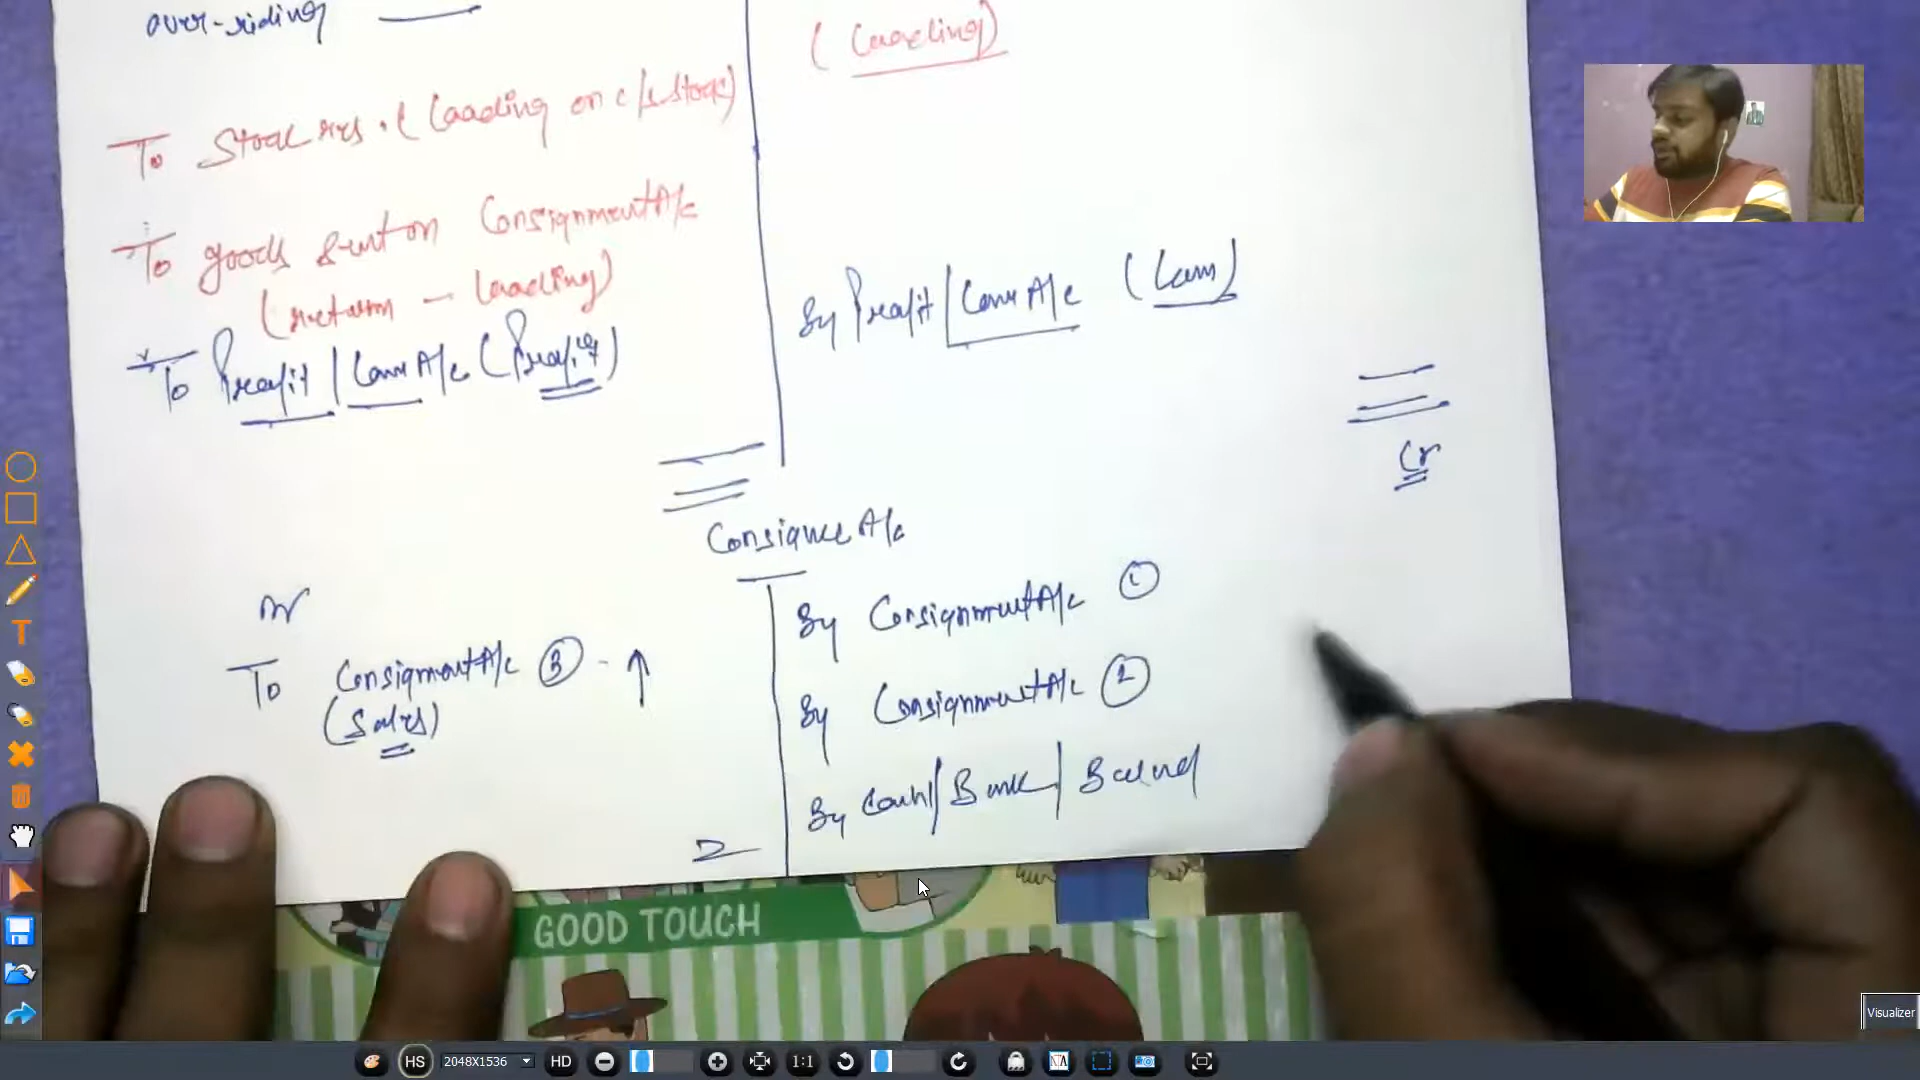 over-riding
To Stock res. (Loading on c/s stock)
To goods sent on Consignment A/c
(return - loading)
To Profit / Loss A/c (Profit)
(Loading)
By Profit / Loss A/c (Loss)
Cr
Consignee A/c
Dr
To Consignment A/c ③ - ↑
(Sales)
By Consignment A/c ①
By Consignment A/c ②
By Cash / Bank / Balance
GOOD TOUCH
Visualizer
HS
2048X1536
HD
1:1